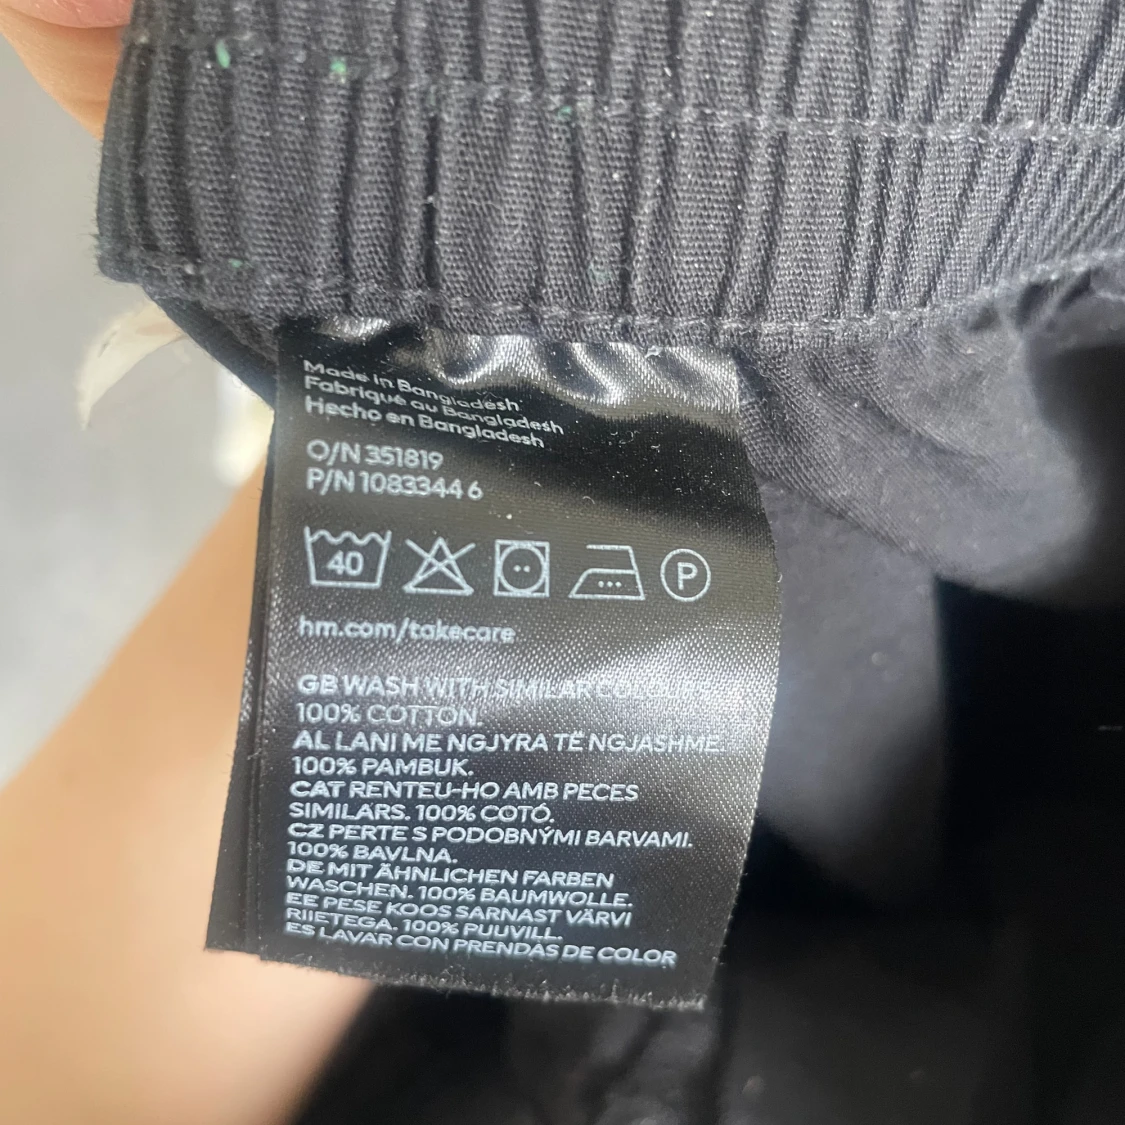 Made in Bangladesh
Fabriqué au Bangladesh
Hecho en Bangladesh
O/N 351819
P/N 1083344 6
40
P
hm.com/takecare
GB WASH WITH SIMILAR COLOURS.
100% COTTON.
AL LANI ME NGJYRA TË NGJASHME.
100% PAMBUK.
CAT RENTEU-HO AMB PECES
SIMILARS. 100% COTÓ.
CZ PERTE S PODOBNÝMI BARVAMI.
100% BAVLNA.
DE MIT ÄHNLICHEN FARBEN
WASCHEN. 100% BAUMWOLLE.
EE PESE KOOS SARNAST VÄRVI
RIIETEGA. 100% PUUVILL.
ES LAVAR CON PRENDAS DE COLOR